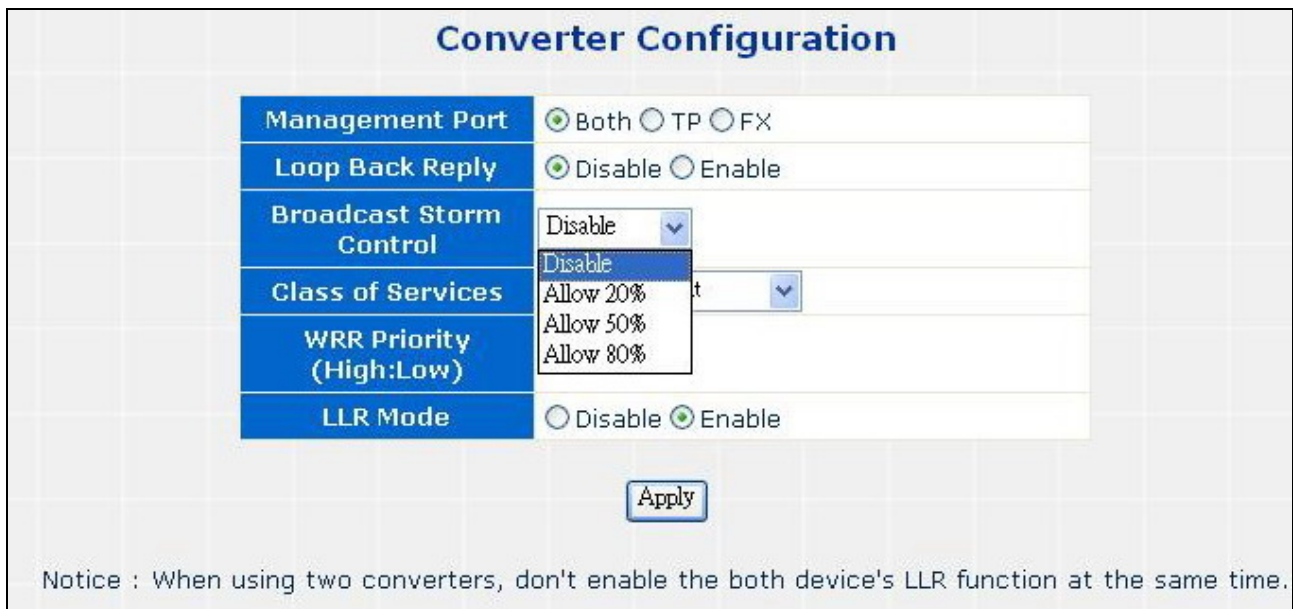 Converter Configuration
Management Port Both TP FX
Loop Back Reply Disable Enable
Broadcast Storm
Control
Disable
Disable
Allow 20%
Allow 50%
Allow 80%
Class of Services
WRR Priority
(High:Low)
LLR Mode Disable Enable
Apply
Notice : When using two converters, don't enable the both device's LLR function at the same time.